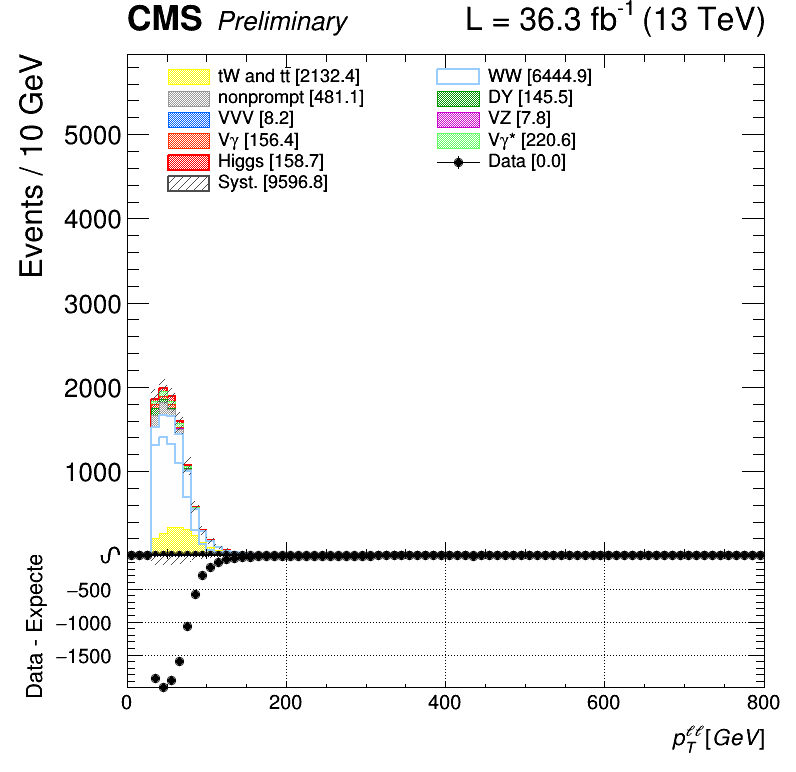 CMS Preliminary L = 36.3 fb⁻¹ (13 TeV)
Events / 10 GeV
tW and tt̄ [2132.4]
nonprompt [481.1]
VVV [8.2]
Vγ [156.4]
Higgs [158.7]
Syst. [9596.8]
WW [6444.9]
DY [145.5]
VZ [7.8]
Vγ* [220.6]
Data [0.0]
5000
4000
3000
2000
1000
0
Data - Expecte
−500
−1000
−1500
0 200 400 600 800
p_T^ℓℓ [GeV]